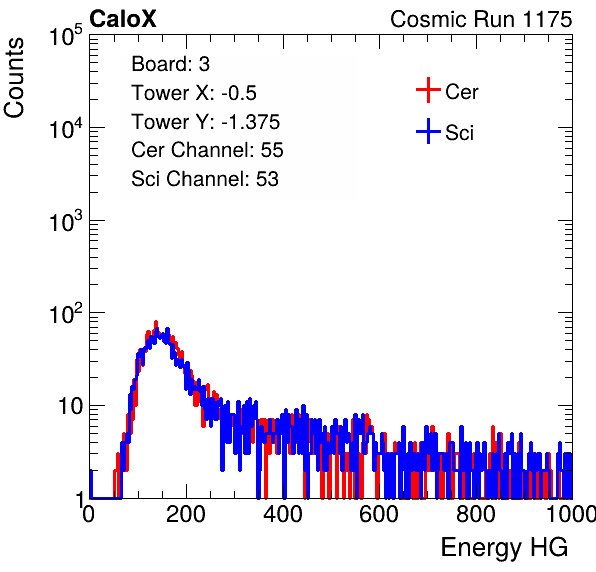 CaloX Cosmic Run 1175
Counts
10^5
10^4
10^3
10^2
10
1
Board: 3
Tower X: -0.5
Tower Y: -1.375
Cer Channel: 55
Sci Channel: 53
Cer
Sci
0 200 400 600 800 1000
Energy HG